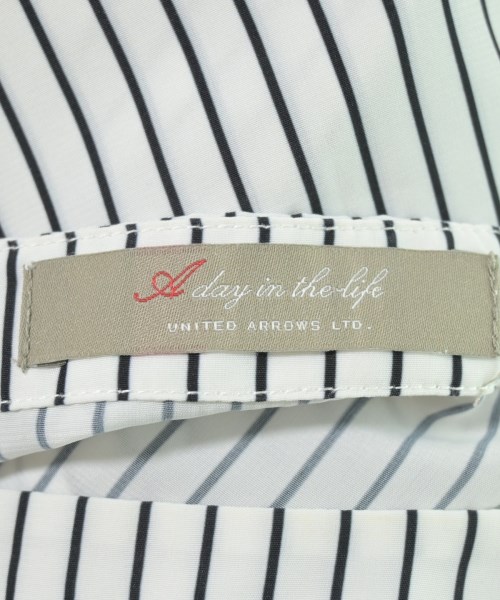 A day in the life
UNITED ARROWS LTD.